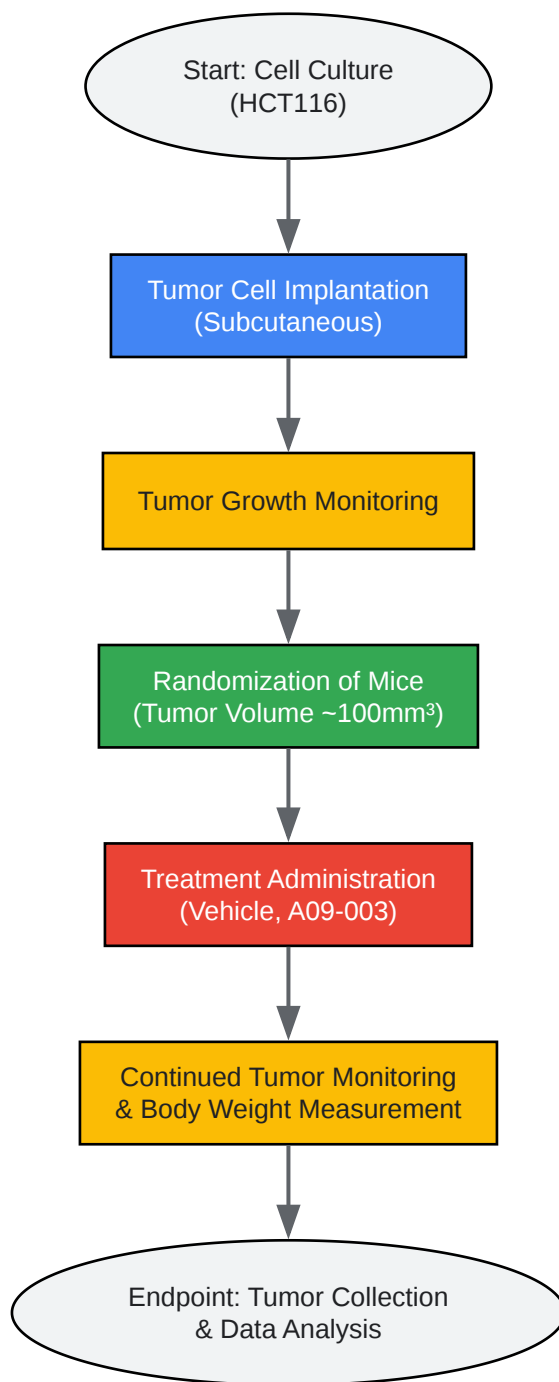 Start: Cell Culture
(HCT116)
Tumor Cell Implantation
(Subcutaneous)
Tumor Growth Monitoring
Randomization of Mice
(Tumor Volume ~100mm³)
Treatment Administration
(Vehicle, A09-003)
Continued Tumor Monitoring
& Body Weight Measurement
Endpoint: Tumor Collection
& Data Analysis